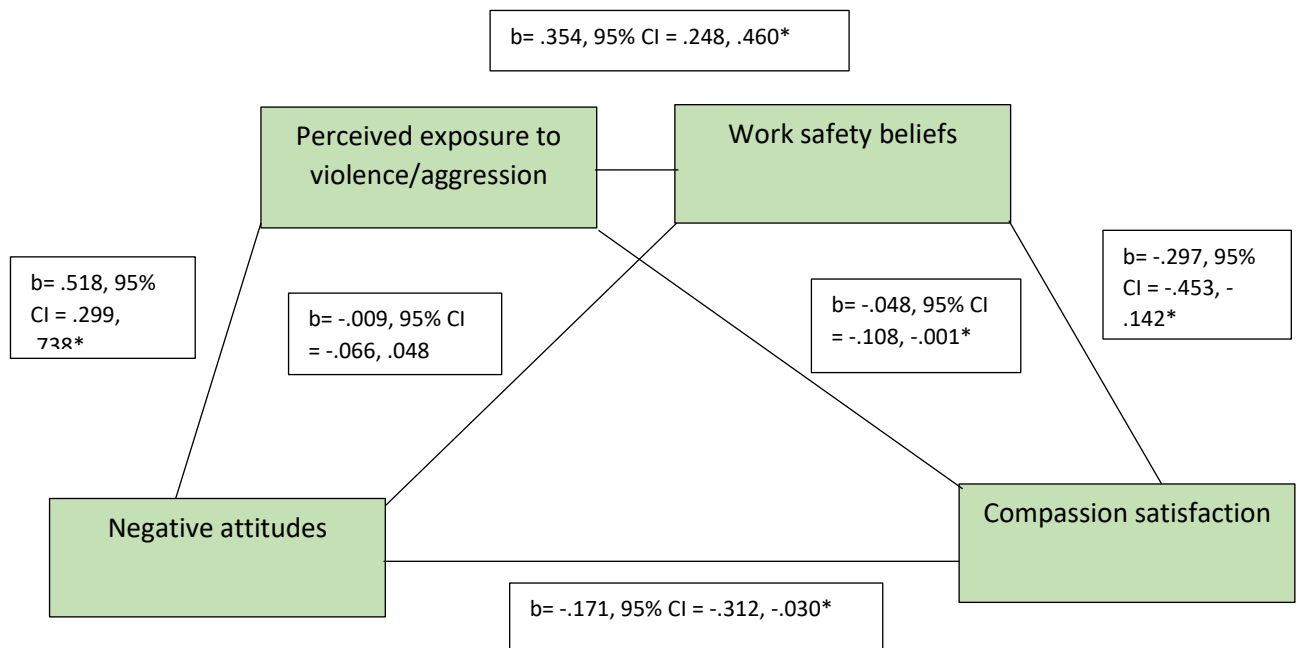 b= .354, 95% CI = .248, .460*
Perceived exposure to
violence/aggression
Work safety beliefs
b= .518, 95%
CI = .299,
.738*
b= -.009, 95% CI
= -.066, .048
b= -.048, 95% CI
= -.108, -.001*
b= -.297, 95%
CI = -.453, -
.142*
Negative attitudes
Compassion satisfaction
b= -.171, 95% CI = -.312, -.030*